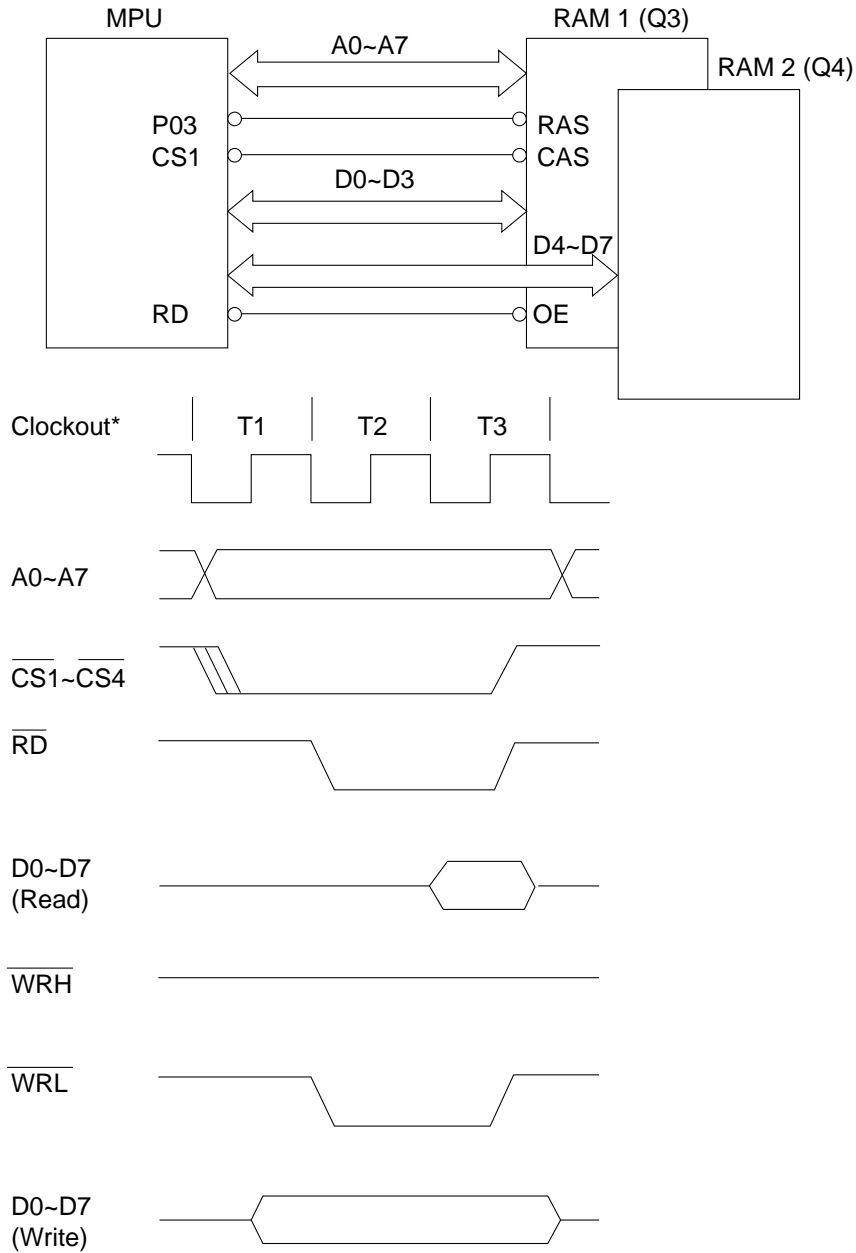 MPU
RAM 1 (Q3)
A0~A7
RAM 2 (Q4)
P03
RAS
CS1
CAS
D0~D3
D4~D7
RD
OE
Clockout*
T1
T2
T3
A0~A7
CS1~CS4
RD
D0~D7
(Read)
WRH
WRL
D0~D7
(Write)